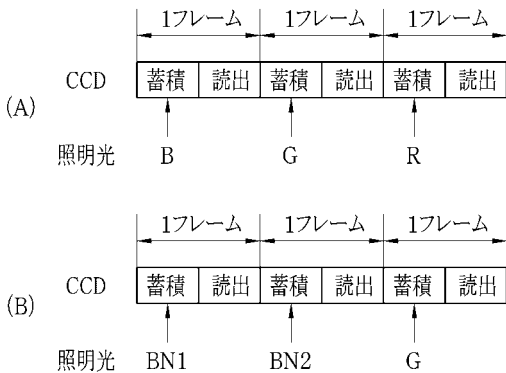 1フレーム 1フレーム 1フレーム
CCD 蓄積 読出 蓄積 読出 蓄積 読出
(A)
照明光 B G R
1フレーム 1フレーム 1フレーム
CCD 蓄積 読出 蓄積 読出 蓄積 読出
(B)
照明光 BN1 BN2 G